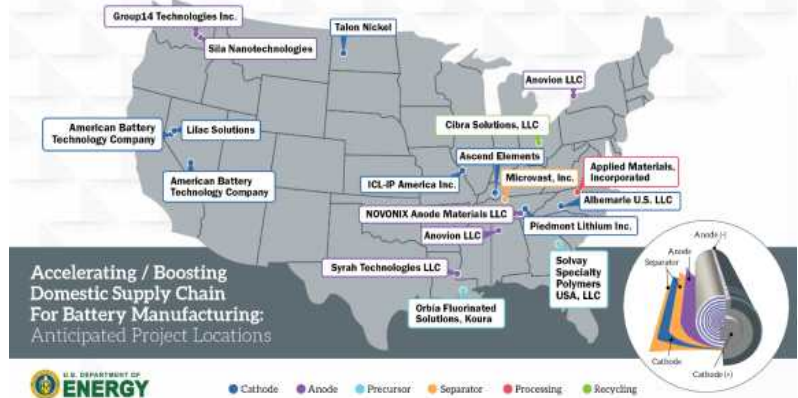 Group14 Technologies Inc.
Sila Nanotechnologies
Talon Nickel
Anovion LLC
American Battery
Technology Company
Lilac Solutions
Cibra Solutions, LLC
Ascend Elements
American Battery
Technology Company
ICL-IP America Inc.
Microvast, Inc.
Applied Materials,
Incorporated
Albemarle U.S. LLC
NOVONIX Anode Materials LLC
Piedmont Lithium Inc.
Anovion LLC
Syrah Technologies LLC
Solvay
Specialty
Polymers
USA, LLC
Orbia Fluorinated
Solutions, Koura
Accelerating / Boosting
Domestic Supply Chain
For Battery Manufacturing:
Anticipated Project Locations
Anode (-)
Anode
Separator
Cathode
Cathode (+)
U.S. DEPARTMENT OF
ENERGY
Cathode
Anode
Precursor
Separator
Processing
Recycling